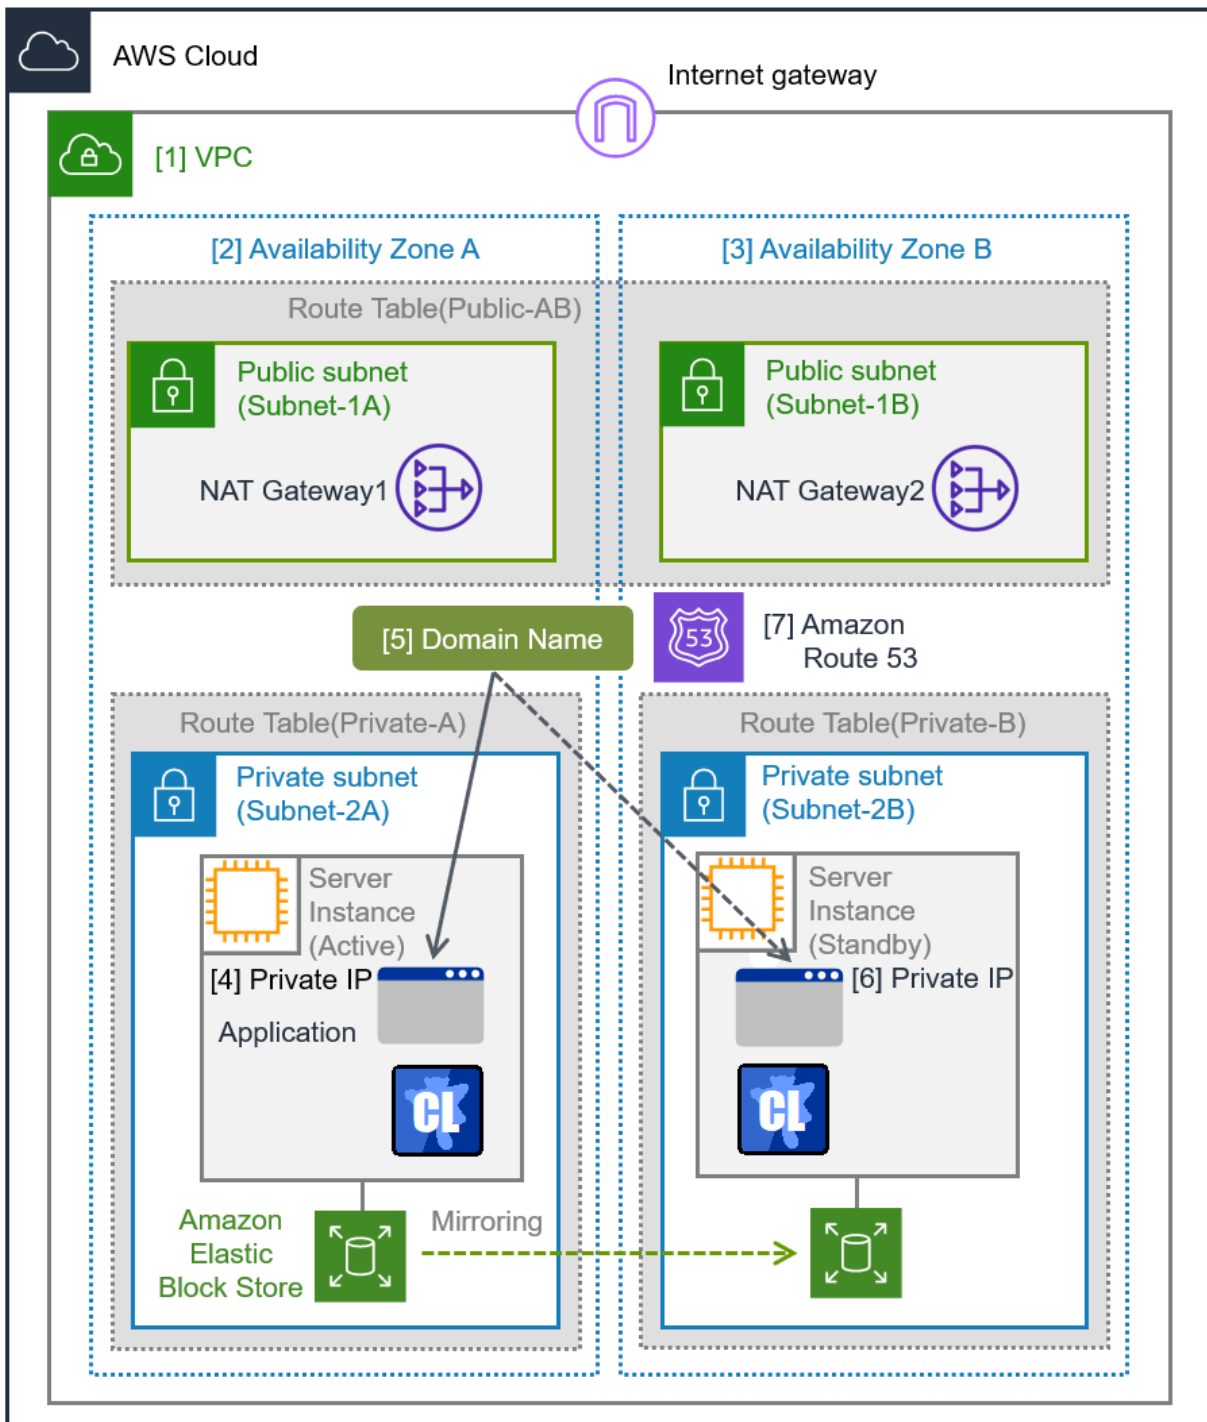 AWS Cloud
Internet gateway
[1] VPC
[2] Availability Zone A
[3] Availability Zone B
Route Table(Public-AB)
Public subnet
(Subnet-1A)
NAT Gateway1
Public subnet
(Subnet-1B)
NAT Gateway2
[5] Domain Name
53
[7] Amazon
Route 53
Route Table(Private-A)
Private subnet
(Subnet-2A)
Server
Instance
(Active)
[4] Private IP
Application
CL
Amazon
Elastic
Block Store
Mirroring
Route Table(Private-B)
Private subnet
(Subnet-2B)
Server
Instance
(Standby)
[6] Private IP
CL